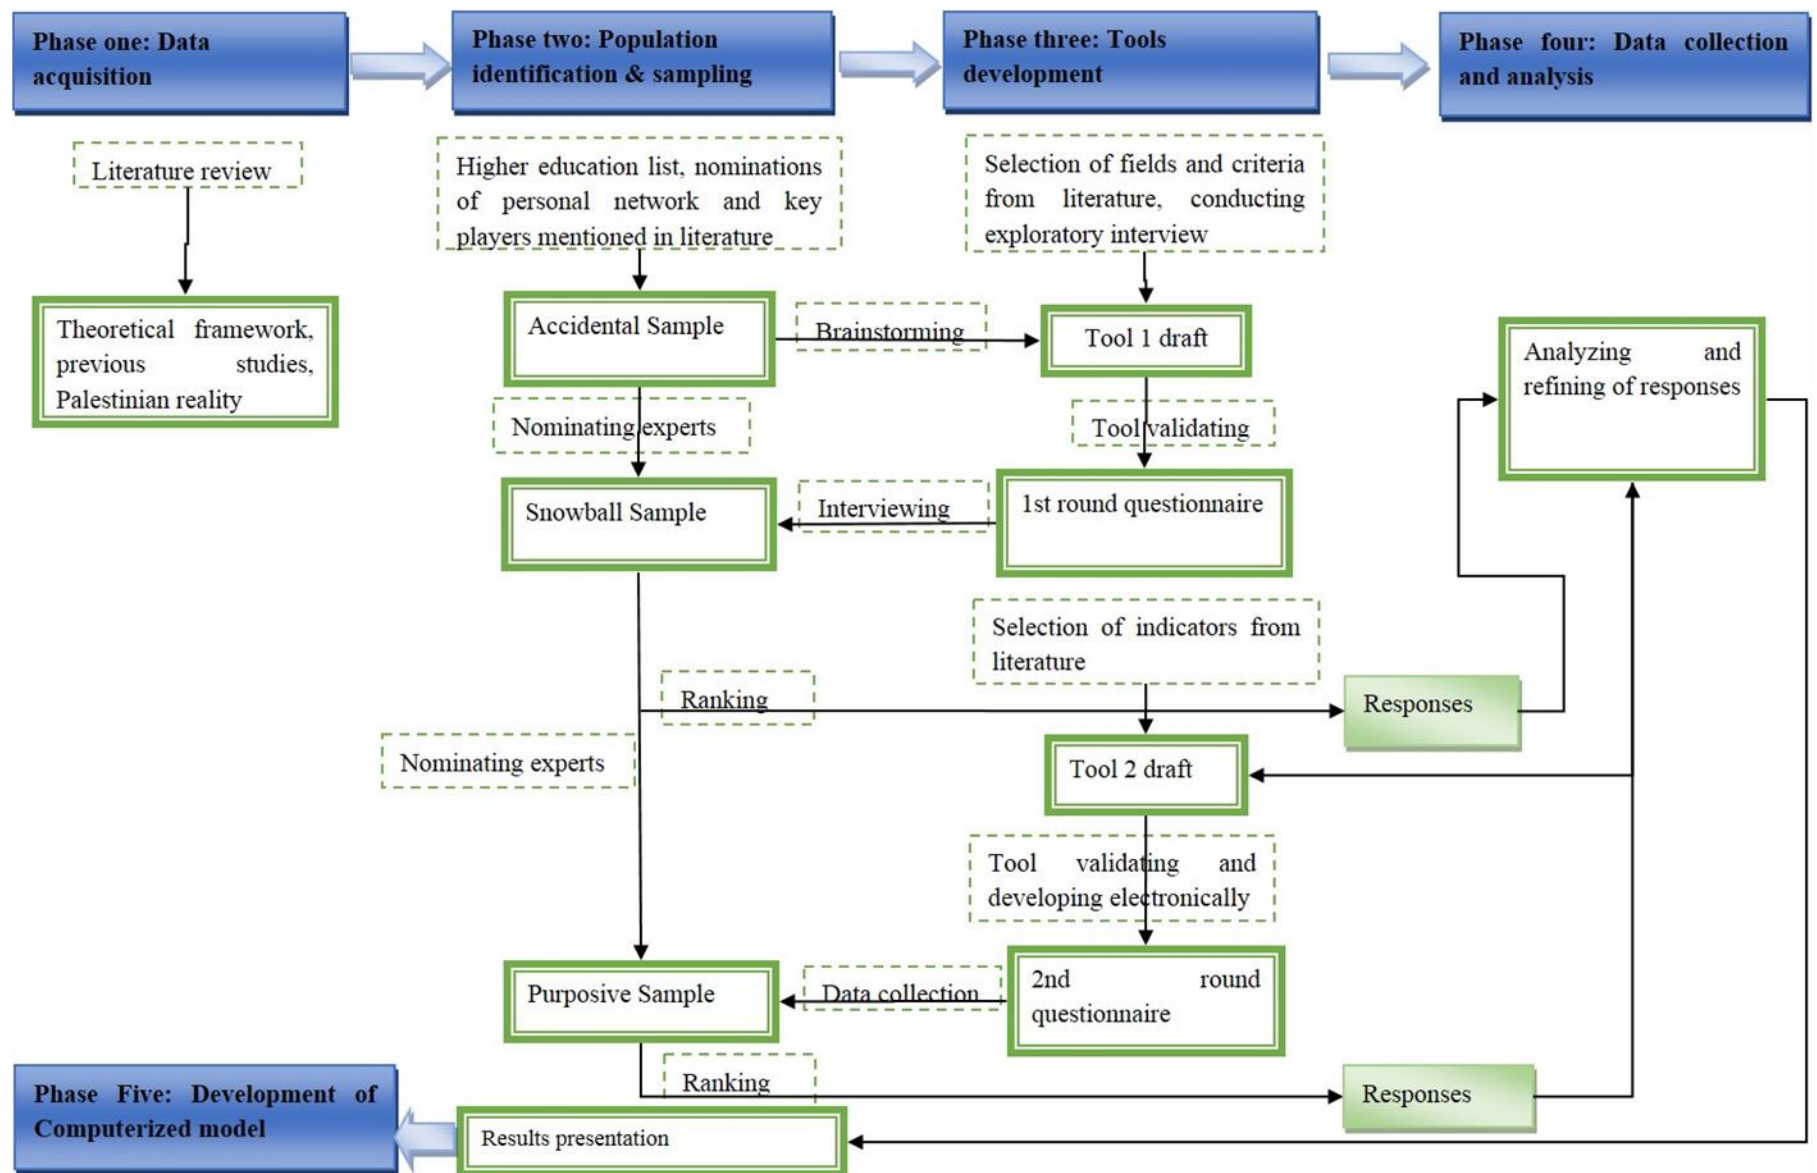 Phase one: Data
acquisition
Phase two: Population
identification & sampling
Phase three: Tools
development
Phase four: Data collection
and analysis
Literature review
Higher education list, nominations
of personal network and key
players mentioned in literature
Selection of fields and criteria
from literature, conducting
exploratory interview
Theoretical framework,
previous studies,
Palestinian reality
Accidental Sample
Brainstorming
Tool 1 draft
Analyzing and
refining of responses
Nominating experts
Tool validating
Snowball Sample
Interviewing
1st round questionnaire
Selection of indicators from
literature
Ranking
Responses
Nominating experts
Tool 2 draft
Tool validating and
developing electronically
Purposive Sample
Data collection
2nd round
questionnaire
Ranking
Responses
Phase Five: Development of
Computerized model
Results presentation